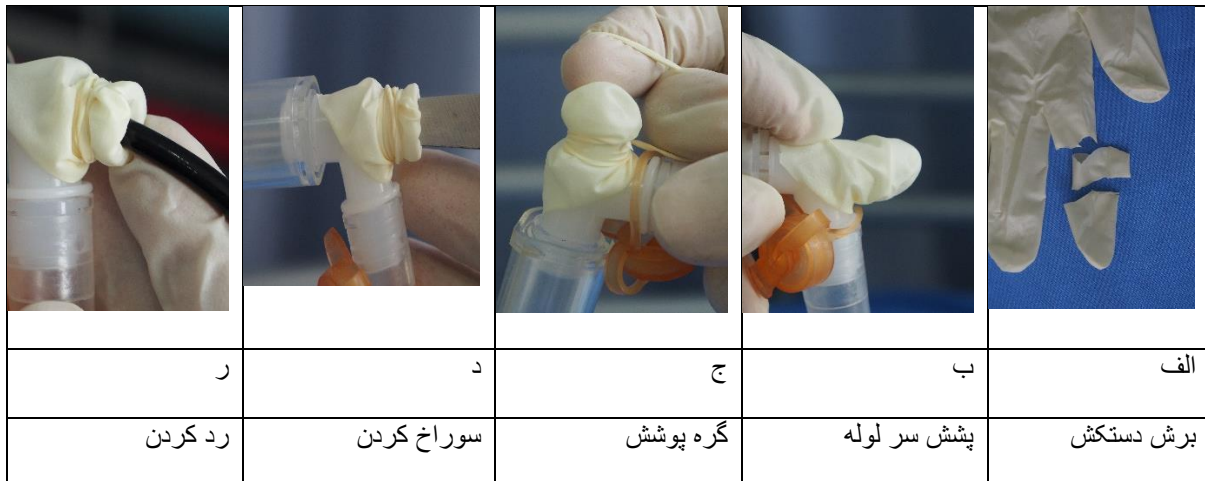 الف
ب
ج
د
ر
برش دستکش
پشش سر لوله
گره پوشش
سوراخ کردن
رد کردن